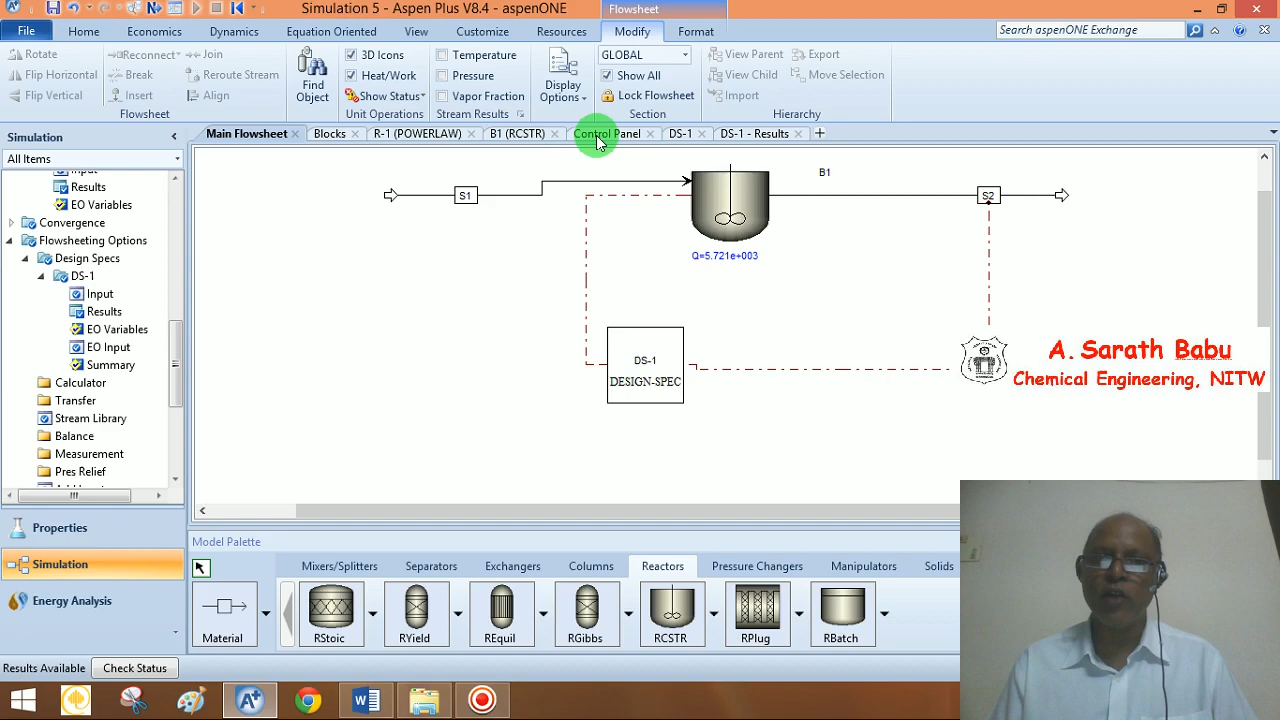 Simulation 5 - Aspen Plus V8.4 - aspenONE
Flowsheet
File
Home
Economics
Dynamics
Equation Oriented
View
Customize
Resources
Modify
Format
Search aspenONE Exchange
Rotate
Flip Horizontal
Flip Vertical
Reconnect
Break
Insert
Join
Reroute Stream
Align
Flowsheet
Find
Object
3D Icons
Heat/Work
Show Status
Unit Operations
Temperature
Pressure
Vapor Fraction
Stream Results
Display
Options
GLOBAL
Show All
Lock Flowsheet
Section
View Parent
View Child
Import
Export
Move Selection
Hierarchy
Simulation
All Items
Main Flowsheet
Blocks
R-1 (POWERLAW)
B1 (RCSTR)
Control Panel
DS-1
DS-1 - Results
Input
Results
EO Variables
Convergence
Flowsheeting Options
Design Specs
DS-1
Input
Results
EO Variables
EO Input
Summary
Calculator
Transfer
Stream Library
Balance
Measurement
Pres Relief
Properties
Simulation
Energy Analysis
S1
B1
S2
Q=5.721e+003
DS-1
DESIGN-SPEC
A. Sarath Babu
Chemical Engineering, NITW
Model Palette
Mixers/Splitters
Separators
Exchangers
Columns
Reactors
Pressure Changers
Manipulators
Solids
Material
RStoic
RYield
REquil
RGibbs
RCSTR
RPlug
RBatch
Results Available
Check Status